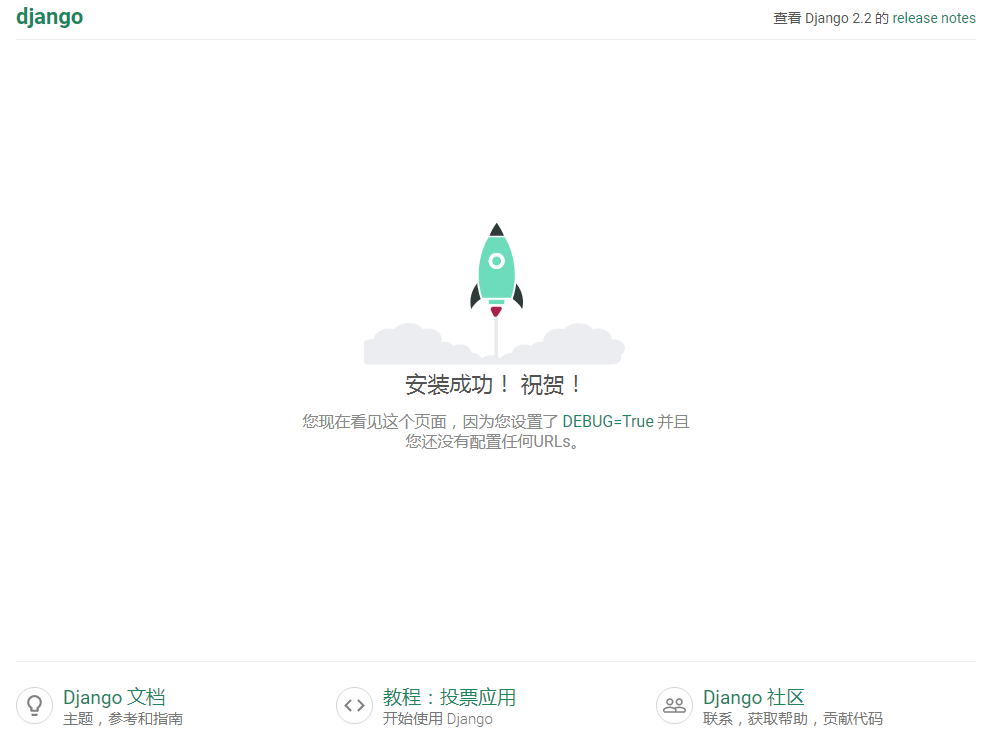 django
查看 Django 2.2 的 release notes
安装成功！ 祝贺！
您现在看见这个页面，因为您设置了 DEBUG=True 并且
您还没有配置任何URLs。
Django 文档
主题，参考和指南
教程：投票应用
开始使用 Django
Django 社区
联系，获取帮助，贡献代码